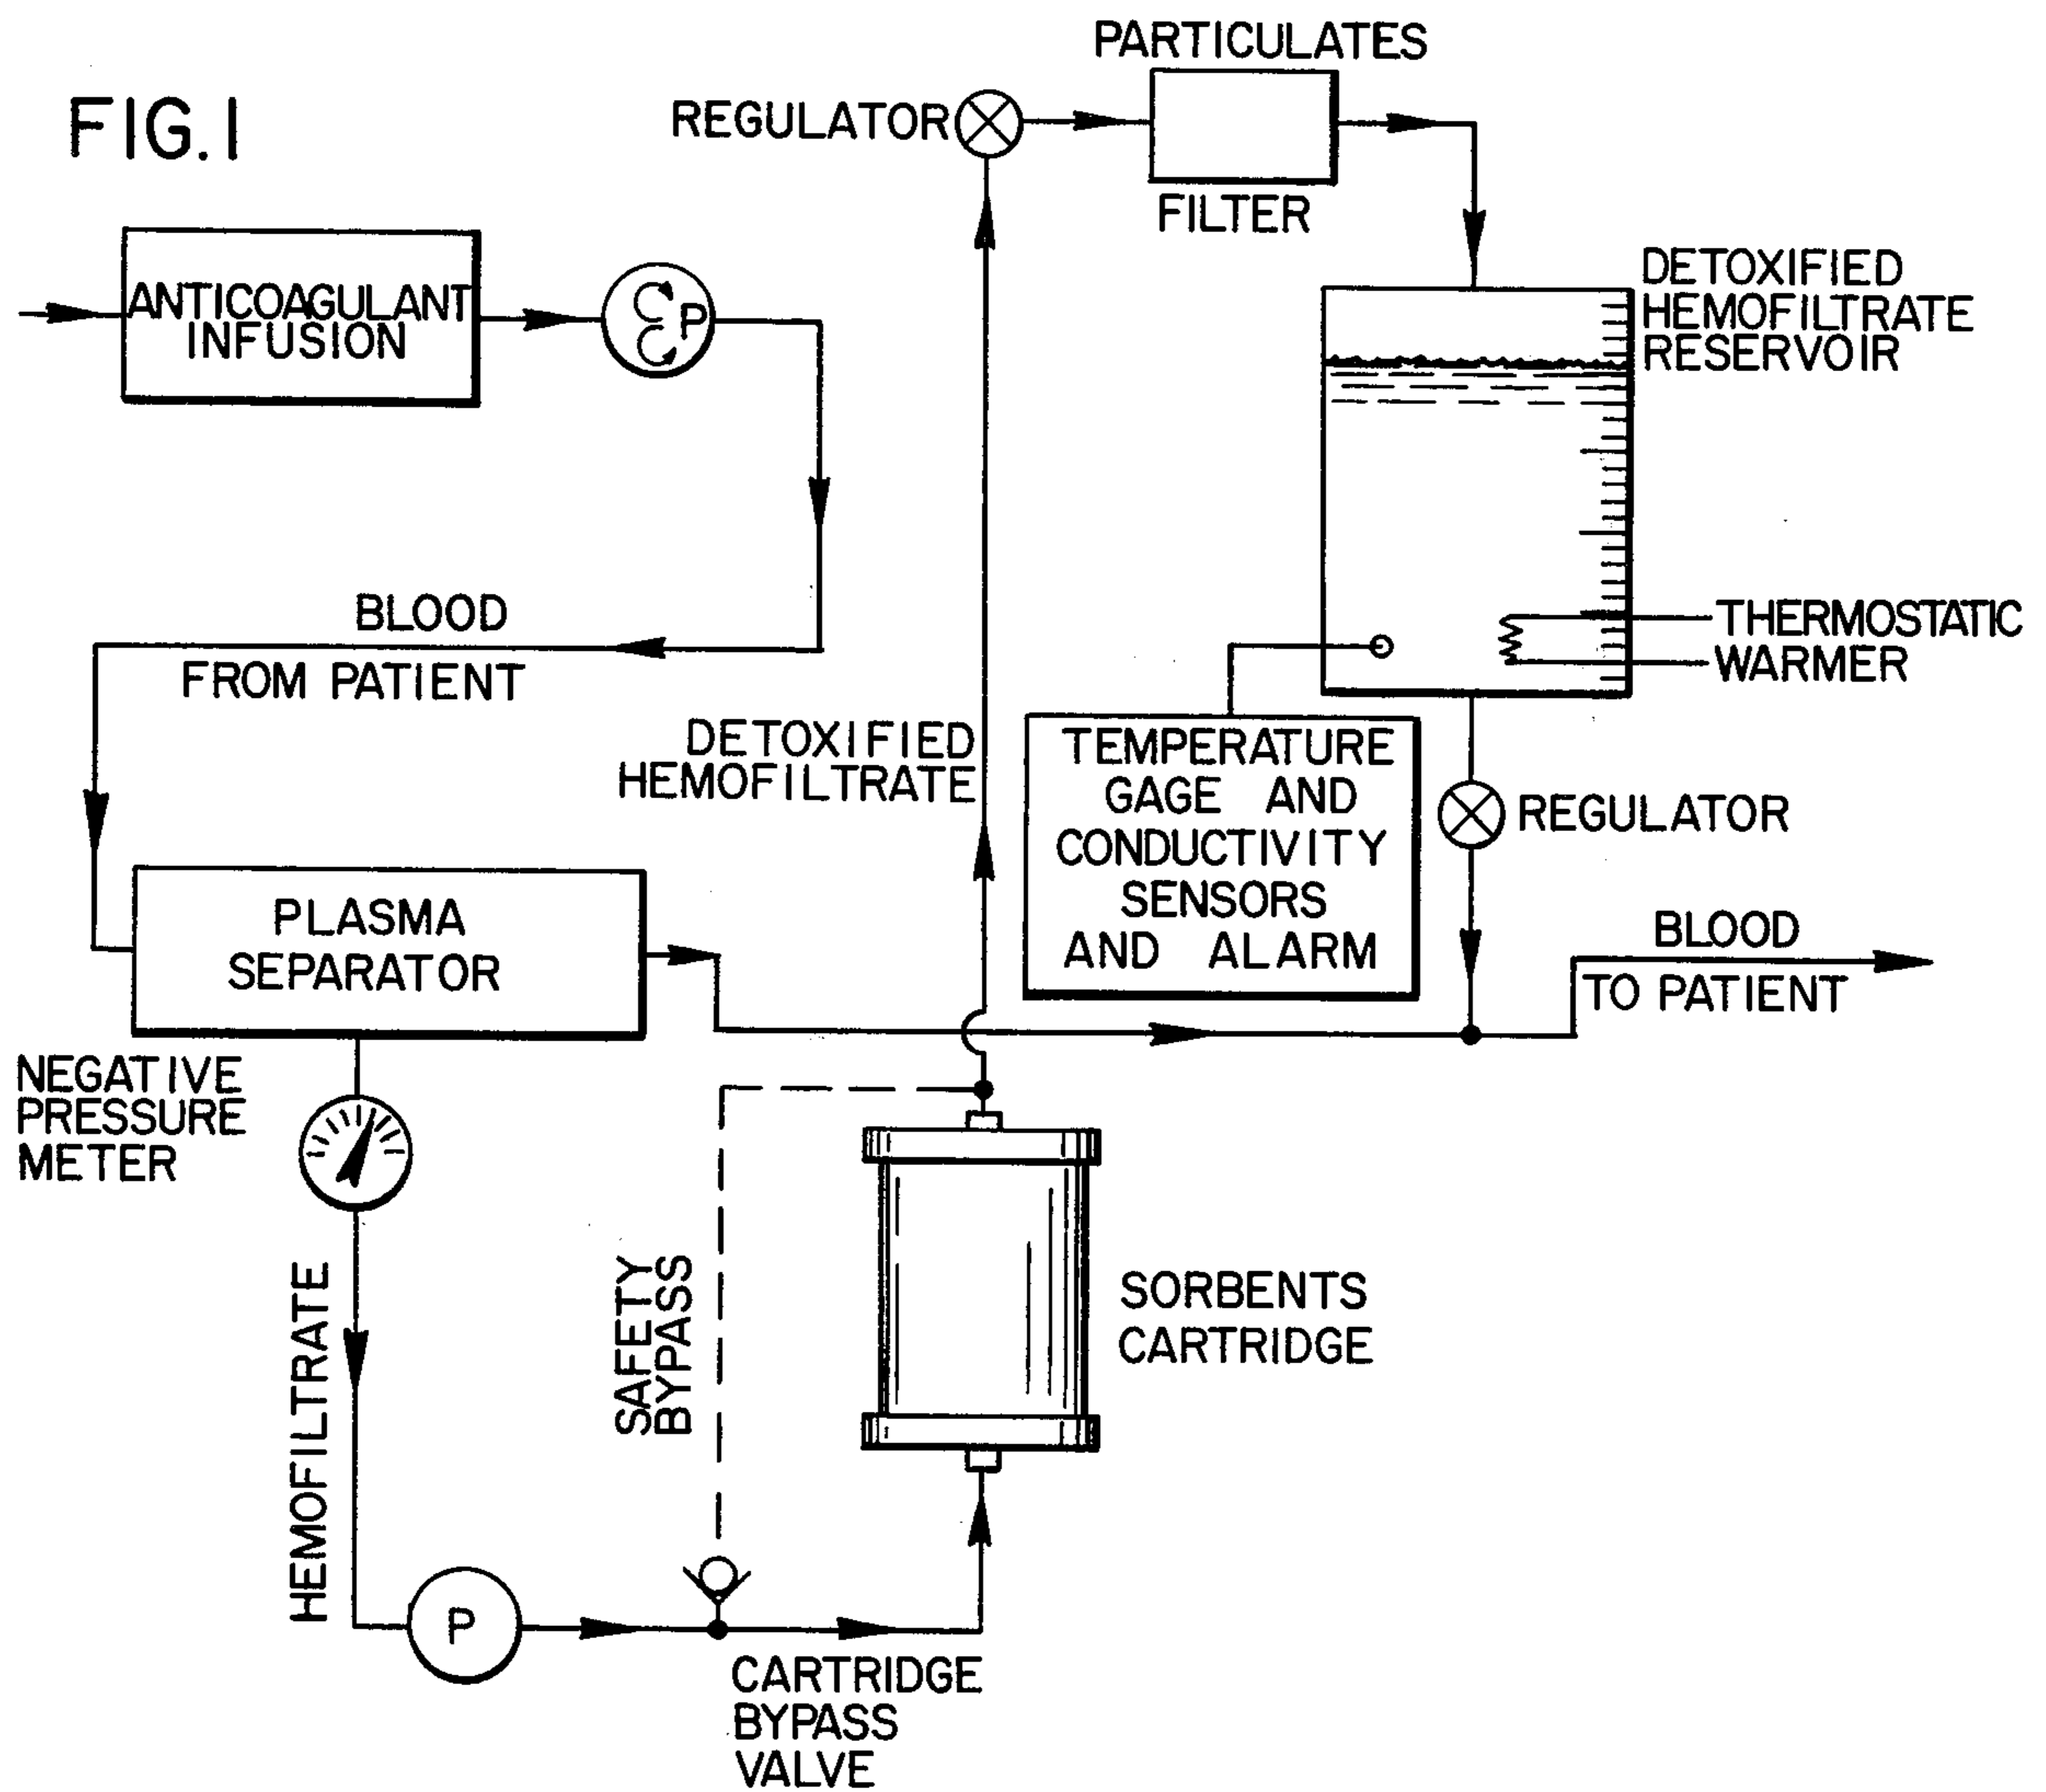 FIG. 1
PARTICULATES
FILTER
REGULATOR
ANTICOAGULANT
INFUSION
P
DETOXIFIED
HEMOFILTRATE
RESERVOIR
BLOOD
FROM PATIENT
THERMOSTATIC
WARMER
DETOXIFIED
HEMOFILTRATE
TEMPERATURE
GAGE AND
CONDUCTIVITY
SENSORS
AND ALARM
REGULATOR
PLASMA
SEPARATOR
BLOOD
TO PATIENT
NEGATIVE
PRESSURE
METER
HEMOFILTRATE
SAFETY
BYPASS
SORBENTS
CARTRIDGE
P
CARTRIDGE
BYPASS
VALVE